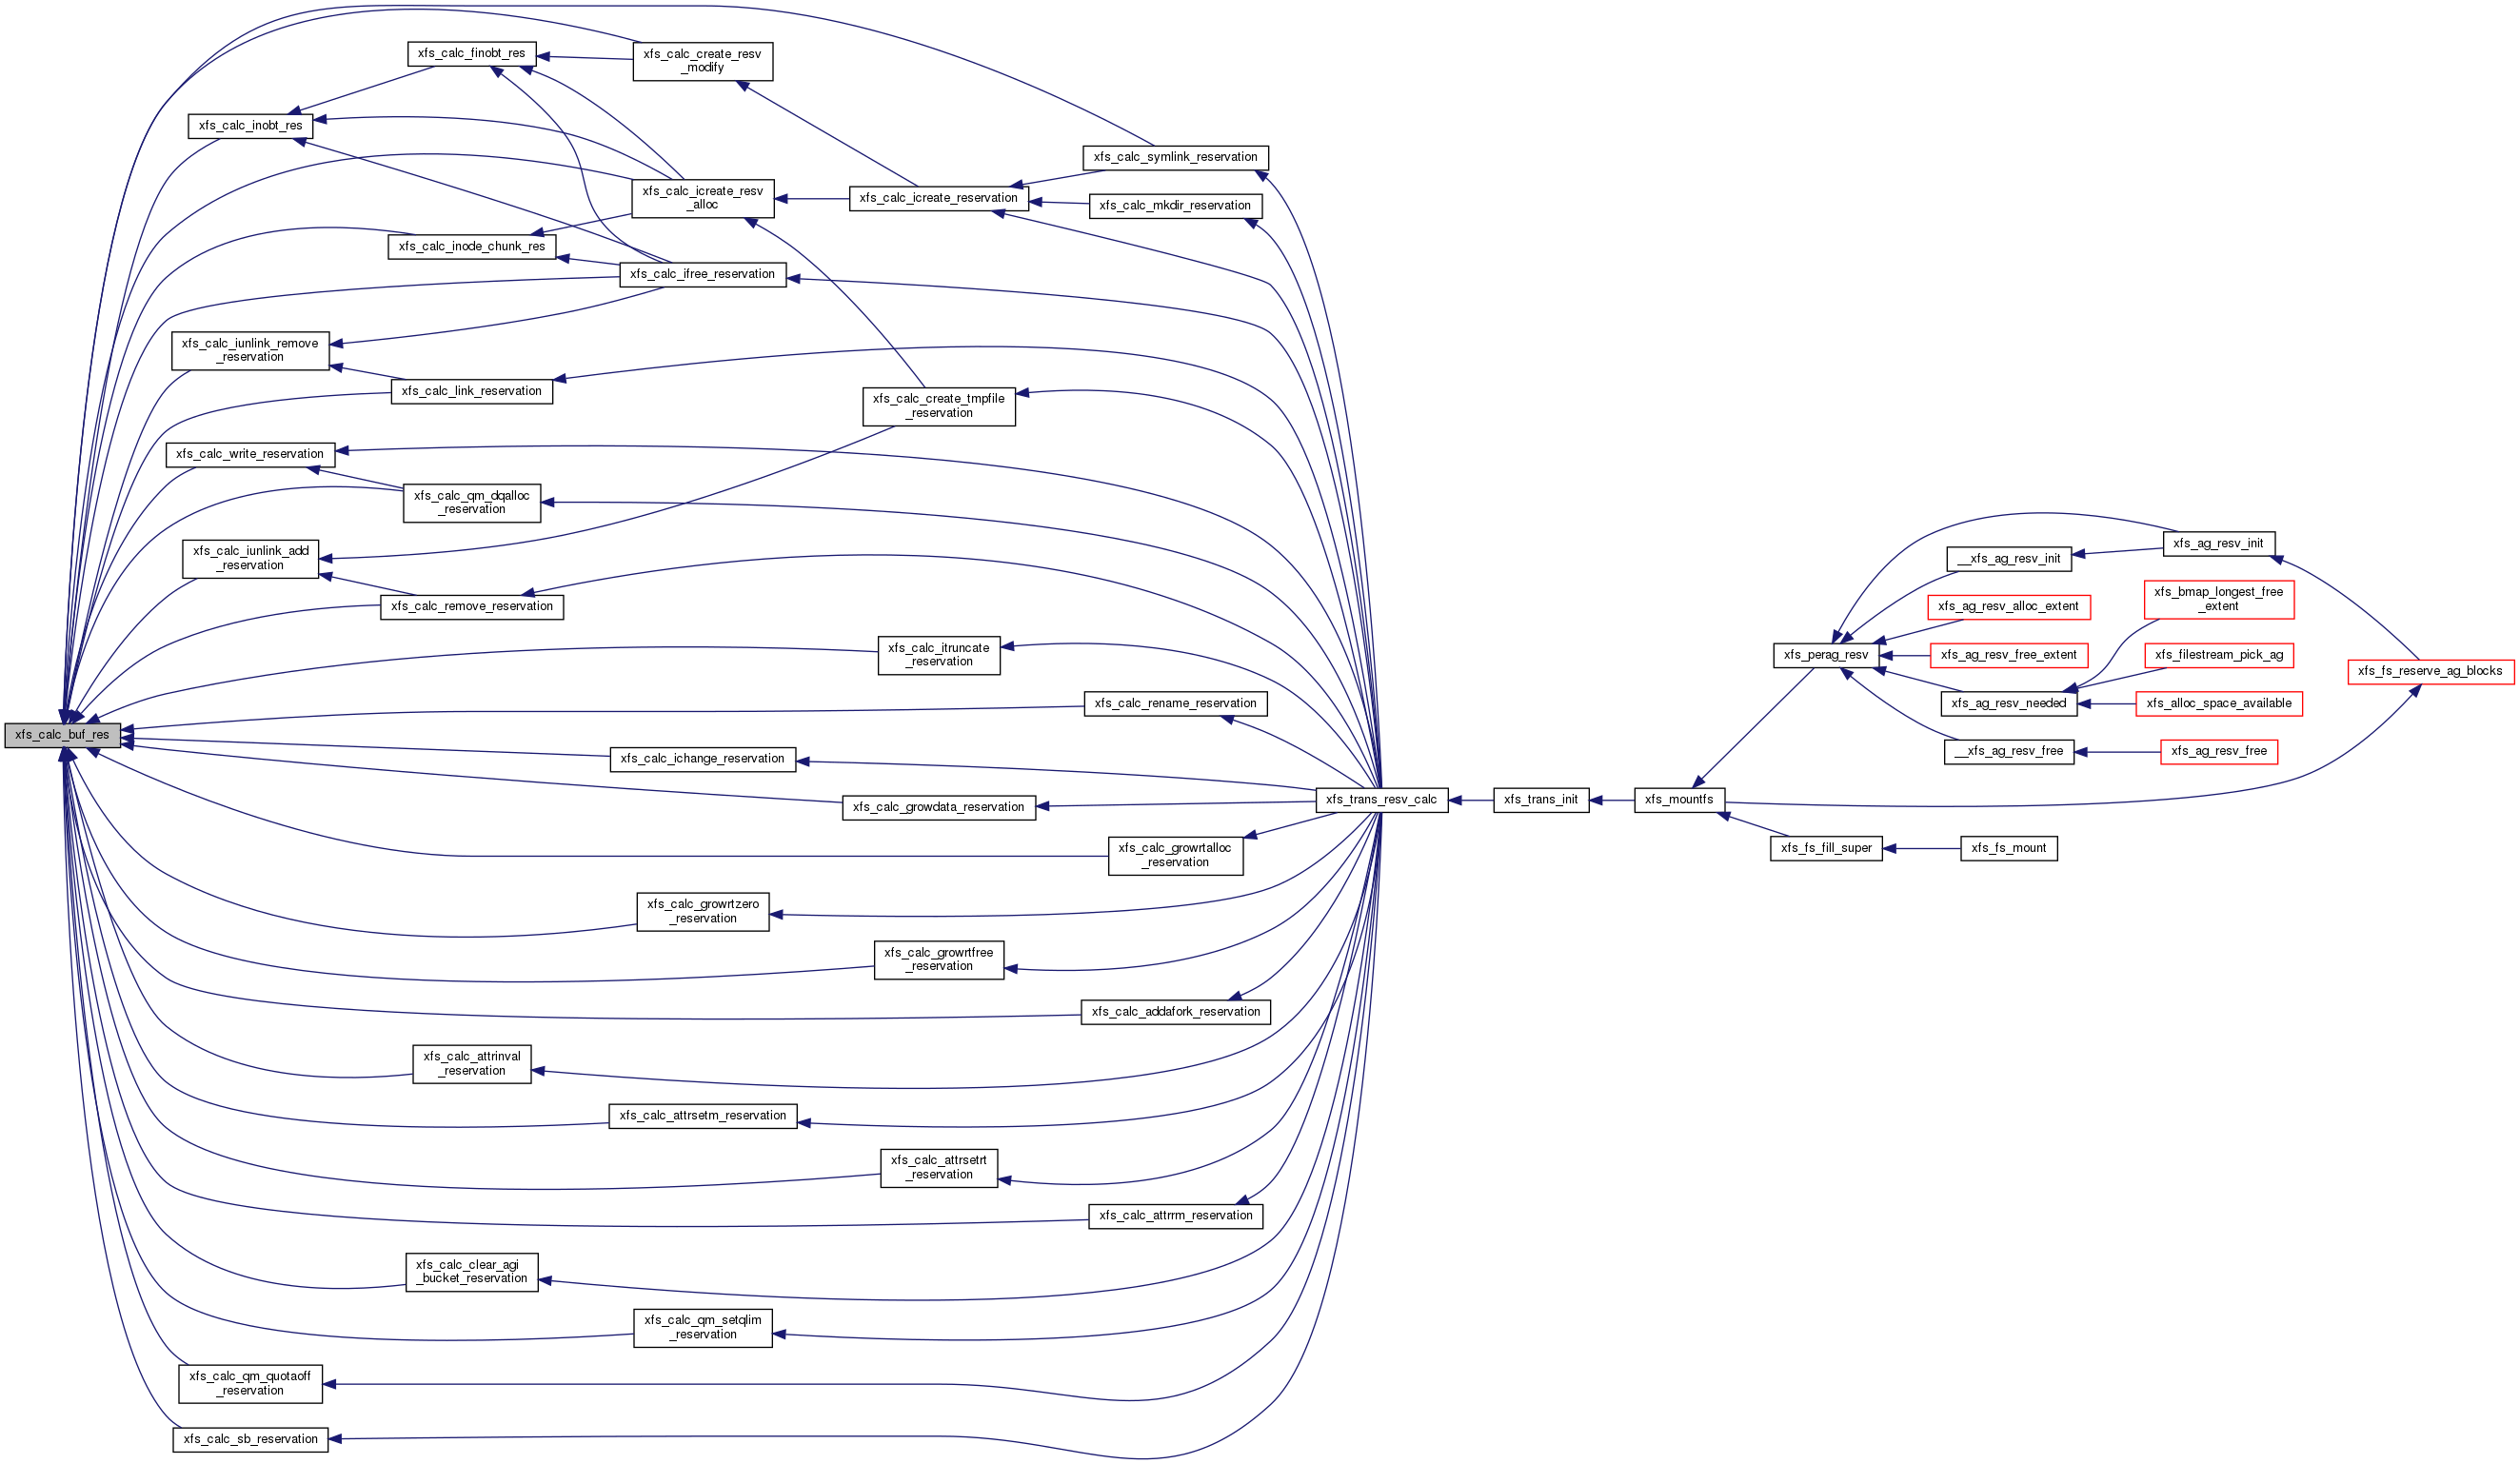 xfs_calc_buf_res
xfs_calc_inobt_res
xfs_calc_finobt_res
xfs_calc_create_resv
_modify
xfs_calc_icreate_resv
_alloc
xfs_calc_inode_chunk_res
xfs_calc_ifree_reservation
xfs_calc_iunlink_remove
_reservation
xfs_calc_link_reservation
xfs_calc_write_reservation
xfs_calc_qm_dqalloc
_reservation
xfs_calc_iunlink_add
_reservation
xfs_calc_remove_reservation
xfs_calc_icreate_reservation
xfs_calc_symlink_reservation
xfs_calc_mkdir_reservation
xfs_calc_create_tmpfile
_reservation
xfs_calc_itruncate
_reservation
xfs_calc_rename_reservation
xfs_calc_ichange_reservation
xfs_calc_growdata_reservation
xfs_calc_growrtalloc
_reservation
xfs_calc_growrtzero
_reservation
xfs_calc_growrtfree
_reservation
xfs_calc_addafork_reservation
xfs_calc_attrinval
_reservation
xfs_calc_attrsetm_reservation
xfs_calc_attrsetrt
_reservation
xfs_calc_attrrm_reservation
xfs_calc_clear_agi
_bucket_reservation
xfs_calc_qm_setqlim
_reservation
xfs_calc_qm_quotaoff
_reservation
xfs_calc_sb_reservation
xfs_trans_resv_calc
xfs_trans_init
xfs_mountfs
xfs_perag_resv
xfs_fs_fill_super
xfs_fs_mount
__xfs_ag_resv_init
xfs_ag_resv_alloc_extent
xfs_ag_resv_free_extent
xfs_ag_resv_needed
__xfs_ag_resv_free
xfs_ag_resv_init
xfs_bmap_longest_free
_extent
xfs_filestream_pick_ag
xfs_alloc_space_available
xfs_ag_resv_free
xfs_fs_reserve_ag_blocks